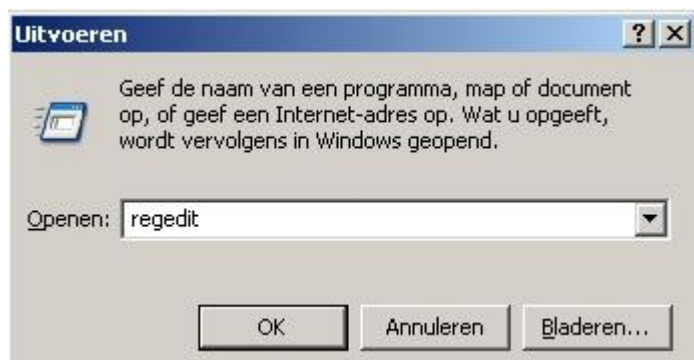 Uitvoeren
Geef de naam van een programma, map of document
op, of geef een Internet-adres op. Wat u opgeeft,
wordt vervolgens in Windows geopend.
Openen: regedit
OK Annuleren Bladeren...